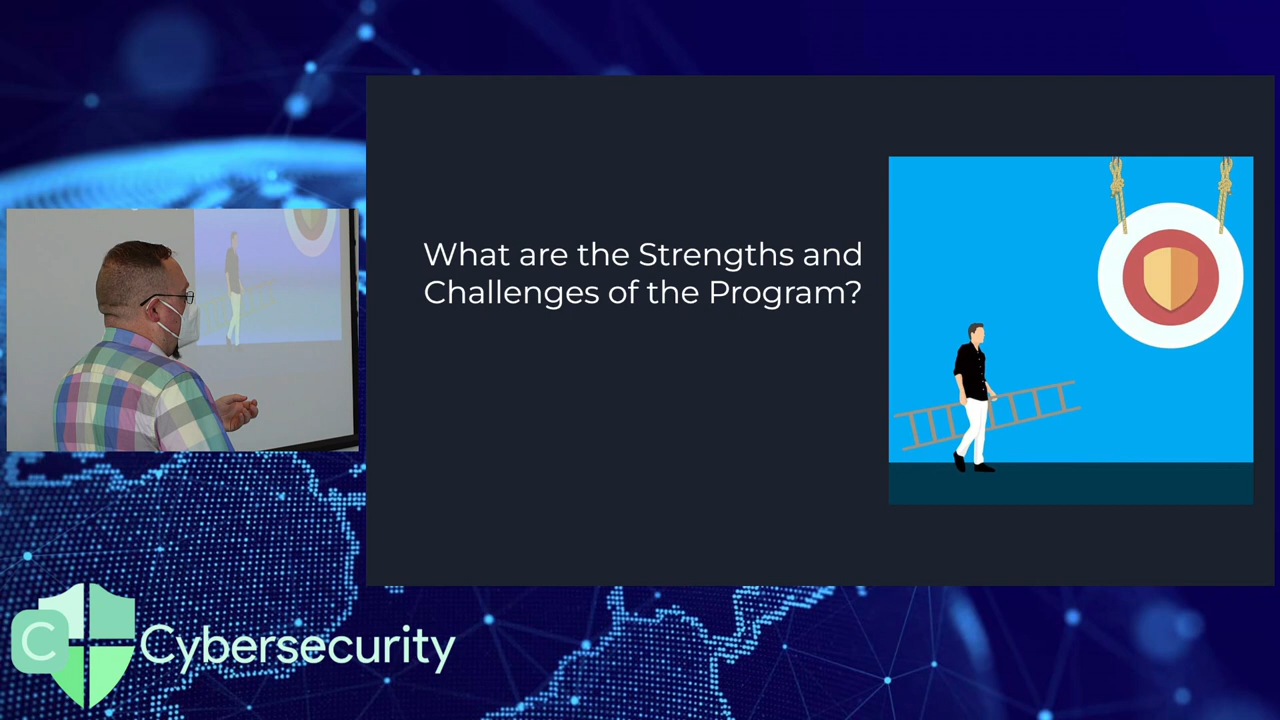 What are the Strengths and
Challenges of the Program?
C
Cybersecurity